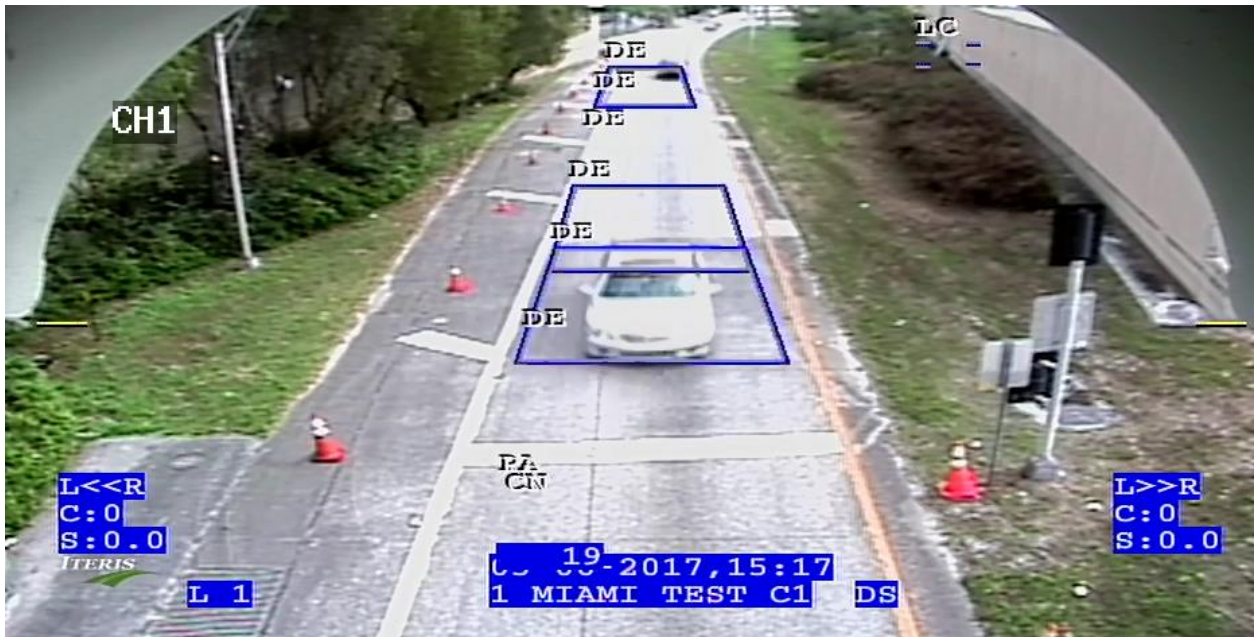 LC
DE
DE
CH1
DE
DE
DE
DE
PA
CN
L<<R
C:0
S:0.0
L>>R
C:0
S:0.0
ITERIS
19
-2017,15:17
L 1
1 MIAMI TEST C1
DS